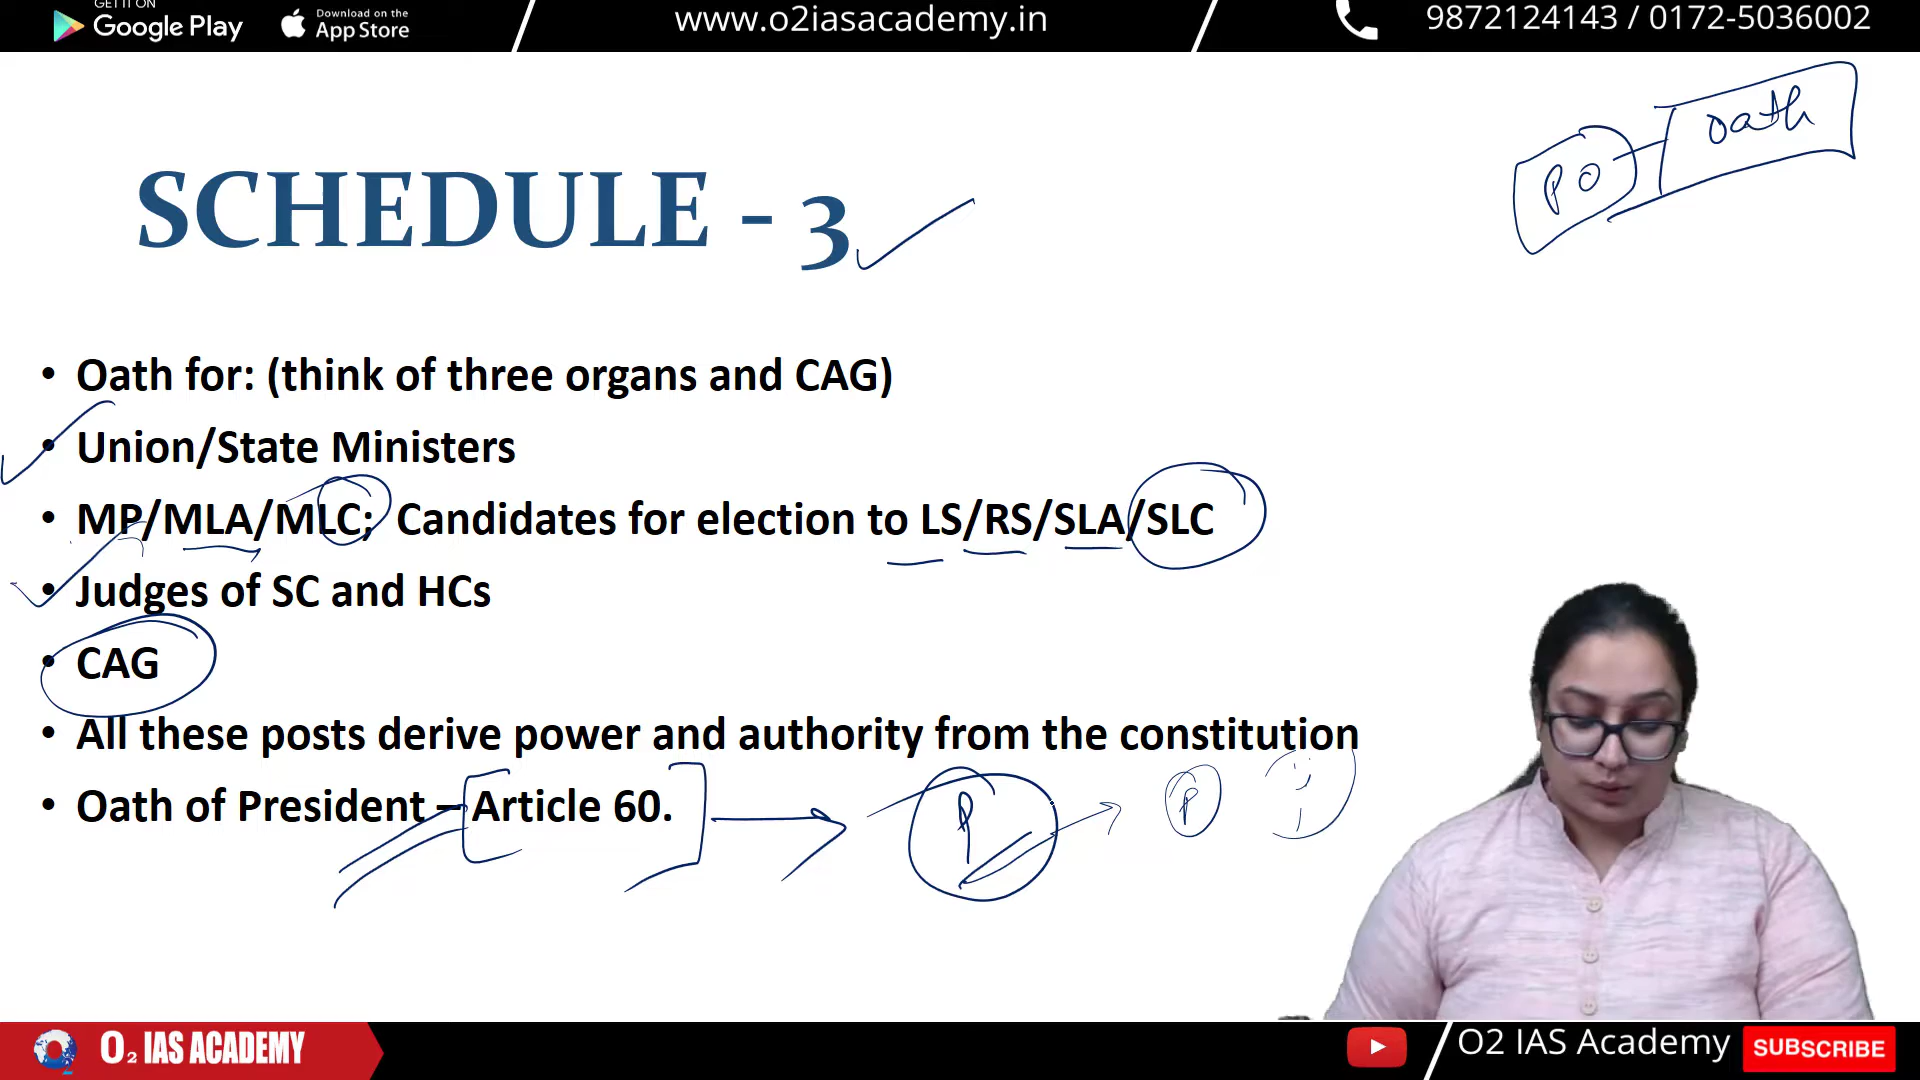 GET IT ON
Google Play
Download on the
App Store
www.o2iasacademy.in
9872124143 / 0172-5036002
oath
PO
SCHEDULE - 3
• Oath for: (think of three organs and CAG)
• Union/State Ministers
• MP/MLA/MLC; Candidates for election to LS/RS/SLA/SLC
• Judges of SC and HCs
• CAG
• All these posts derive power and authority from the constitution
• Oath of President – Article 60.
P
P
O2 IAS ACADEMY
O2 IAS Academy
SUBSCRIBE